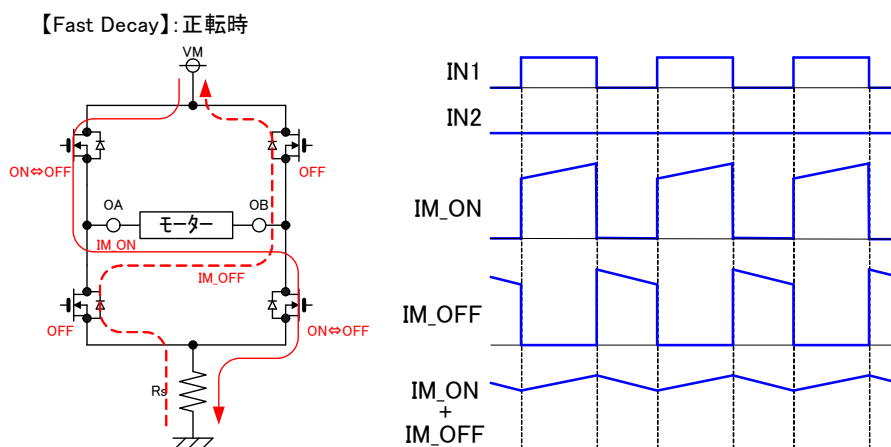 【Fast Decay】:正転時
VM
ON⇔OFF
OFF
OA
モーター
OB
IM_ON
IM_OFF
OFF
ON⇔OFF
Rs
IN1
IN2
IM_ON
IM_OFF
IM_ON
+
IM_OFF